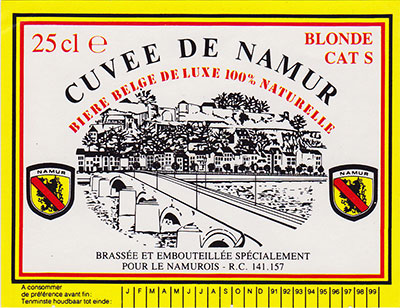 25 cl e
BLONDE
CAT S
CUVEE DE NAMUR
BIERE BELGE DE LUXE 100% NATURELLE
NAMUR
NAMUR
BRASSÉE ET EMBOUTEILLÉE SPÉCIALEMENT
POUR LE NAMUROIS - R.C. 141.157
A consommer
de préférence avant fin:
Tenminste houdbaar tot einde:
J F M A M J J A S O N D 90 91 92 93 94 95 96 97 98 99